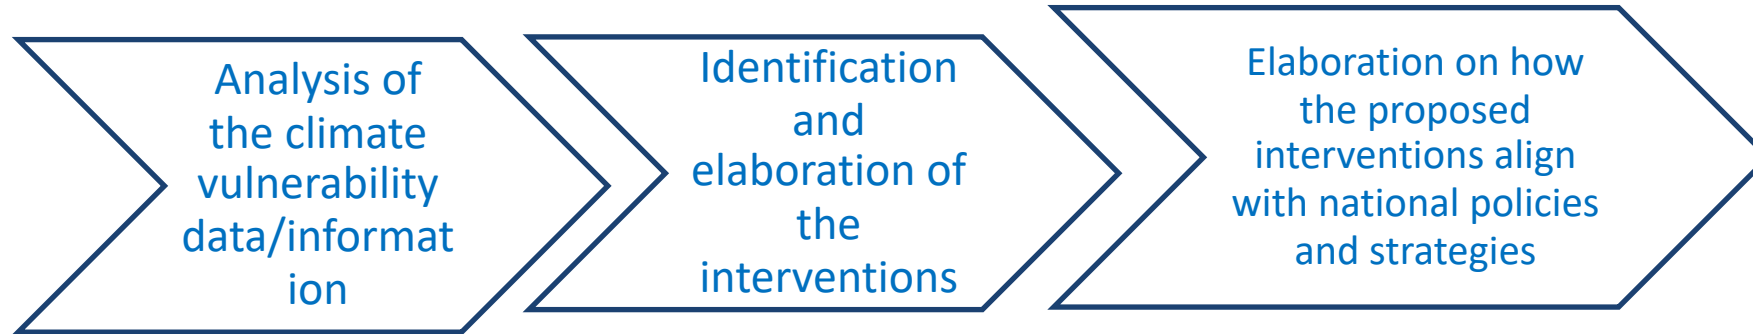 Analysis of
the climate
vulnerability
data/informat
ion
Identification
and
elaboration of
the
interventions
Elaboration on how
the proposed
interventions align
with national policies
and strategies